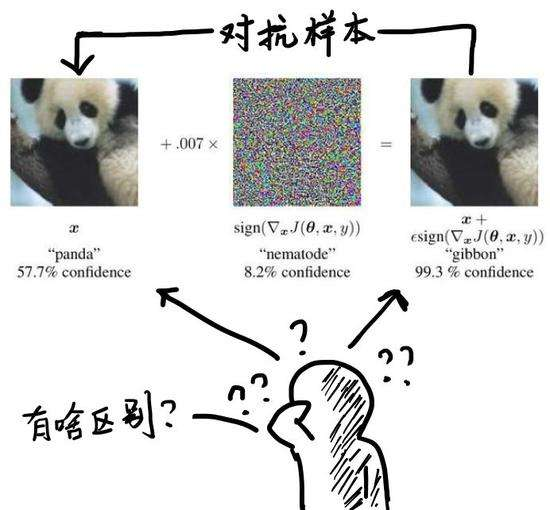 对抗样本
+ .007 ×
=
x
"panda"
57.7% confidence
sign(∇ₓJ(θ, x, y))
"nematode"
8.2% confidence
x +
ϵsign(∇ₓJ(θ, x, y))
"gibbon"
99.3 % confidence
?
??
??
有啥区别?